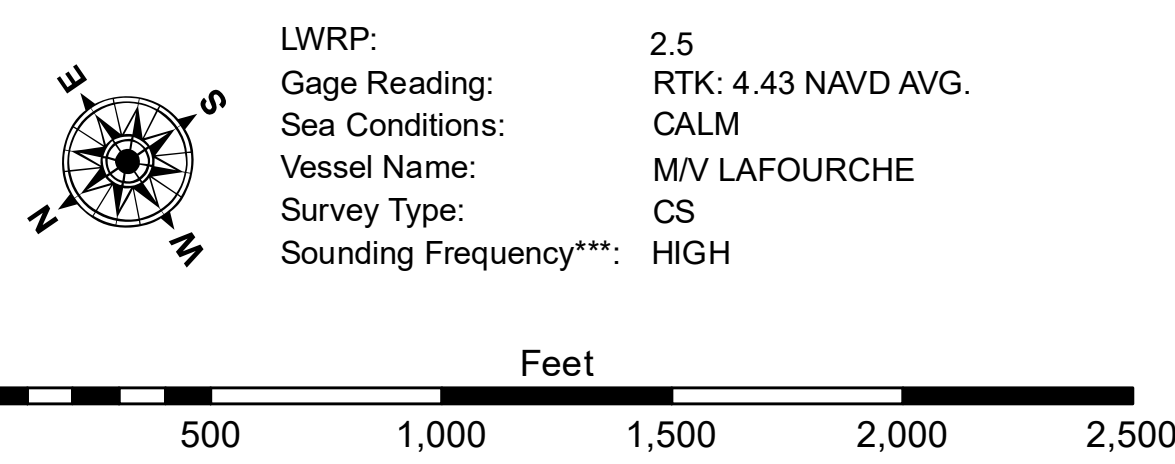 E
S
N
W
LWRP: 2.5
Gage Reading: RTK: 4.43 NAVD AVG.
Sea Conditions: CALM
Vessel Name: M/V LAFOURCHE
Survey Type: CS
Sounding Frequency***: HIGH
Feet
500 1,000 1,500 2,000 2,500